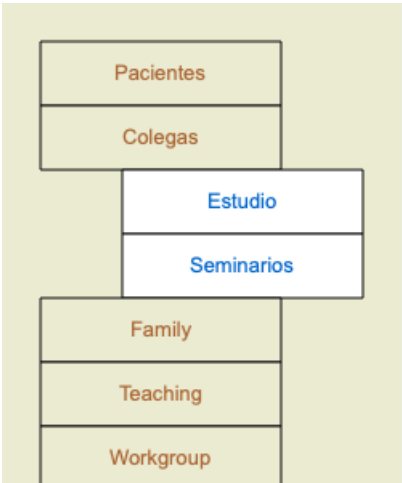 Pacientes
Colegas
Estudio
Seminarios
Family
Teaching
Workgroup